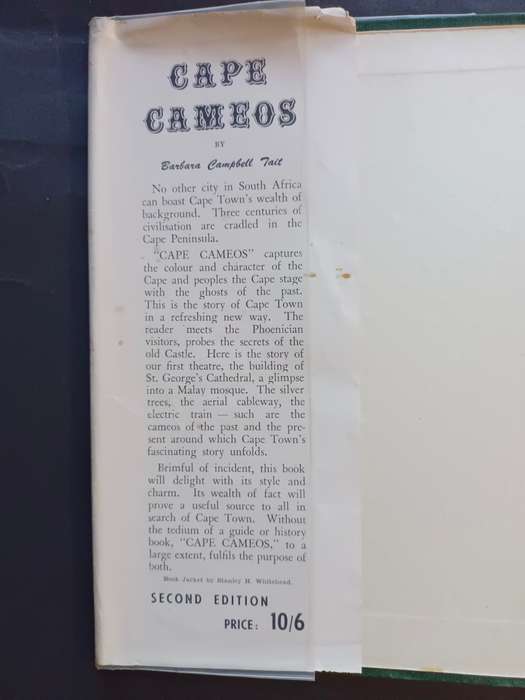 CAPE
CAMEOS
BY
Barbara Campbell Tait
No other city in South Africa
can boast Cape Town's wealth of
background. Three centuries of
civilisation are cradled in the
Cape Peninsula.
"CAPE CAMEOS" captures
the colour and character of the
Cape and peoples the Cape stage
with the ghosts of the past.
This is the story of Cape Town
in a refreshing new way. The
reader meets the Phoenician
visitors, probes the secrets of the
old Castle. Here is the story of
our first theatre, the building of
St. George's Cathedral, a glimpse
into a Malay mosque. The silver
trees, the aerial cableway, the
electric train — such are the
cameos of the past and the pre-
sent around which Cape Town's
fascinating story unfolds.
Brimful of incident, this book
will delight with its style and
charm. Its wealth of fact will
prove a useful source to all in
search of Cape Town. Without
the tedium of a guide or history
book, "CAPE CAMEOS," to a
large extent, fulfils the purpose of
both.
Book Jacket by Stanley H. Whitehead.
SECOND EDITION
PRICE: 10/6